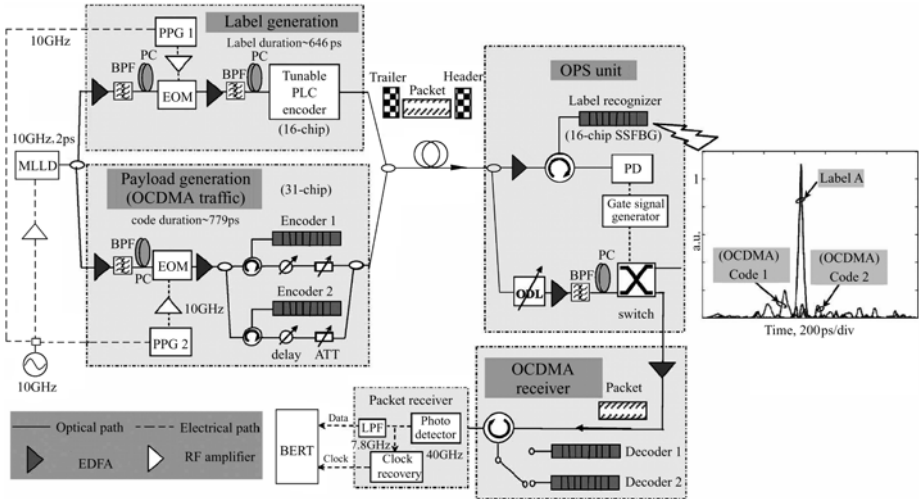 Label generation
PPG 1
10GHz
Label duration~646 ps
BPF
PC
EOM
BPF
PC
Tunable
PLC
encoder
(16-chip)
10GHz, 2ps
MLLD
Payload generation
(OCDMA traffic)
(31-chip)
code duration~779ps
BPF
PC
EOM
10GHz
PPG 2
Encoder 1
Encoder 2
delay
ATT
10GHz
Trailer
Header
Packet
OPS unit
Label recognizer
(16-chip SSFBG)
PD
Gate signal
generator
ODL
BPF
PC
switch
1
a.u.
Label A
(OCDMA)
Code 1
(OCDMA)
Code 2
Time, 200ps/div
OCDMA
receiver
Packet
Decoder 1
Decoder 2
Packet receiver
Data
LPF
7.8GHz
Photo
detector
40GHz
Clock
Clock
recovery
BERT
Optical path
Electrical path
EDFA
RF amplifier